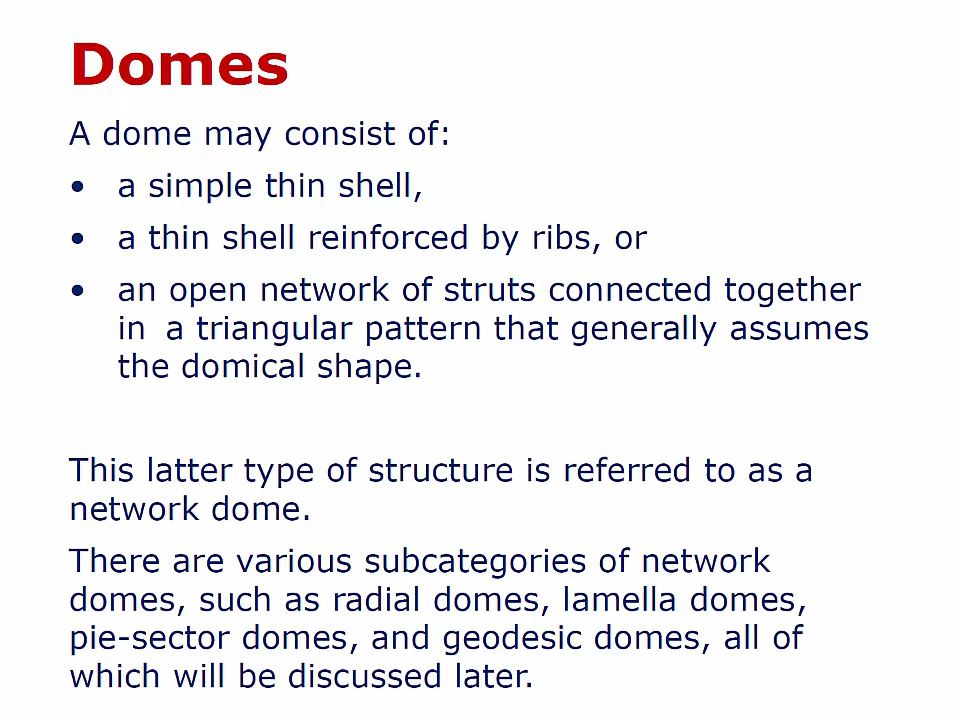 Domes
A dome may consist of:
• a simple thin shell,
• a thin shell reinforced by ribs, or
• an open network of struts connected together
in a triangular pattern that generally assumes
the domical shape.
This latter type of structure is referred to as a
network dome.
There are various subcategories of network
domes, such as radial domes, lamella domes,
pie-sector domes, and geodesic domes, all of
which will be discussed later.